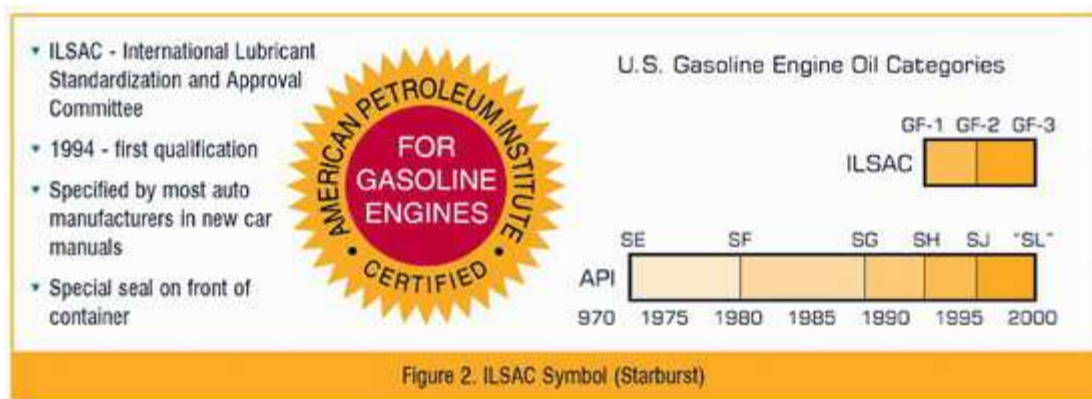 ILSAC - International Lubricant
Standardization and Approval
Committee
1994 - first qualification
Specified by most auto
manufacturers in new car
manuals
Special seal on front of
container
AMERICAN PETROLEUM INSTITUTE
FOR
GASOLINE
ENGINES
CERTIFIED
U.S. Gasoline Engine Oil Categories
GF-1 GF-2 GF-3
ILSAC
SE SF SG SH SJ "SL"
API
970 1975 1980 1985 1990 1995 2000
Figure 2. ILSAC Symbol (Starburst)